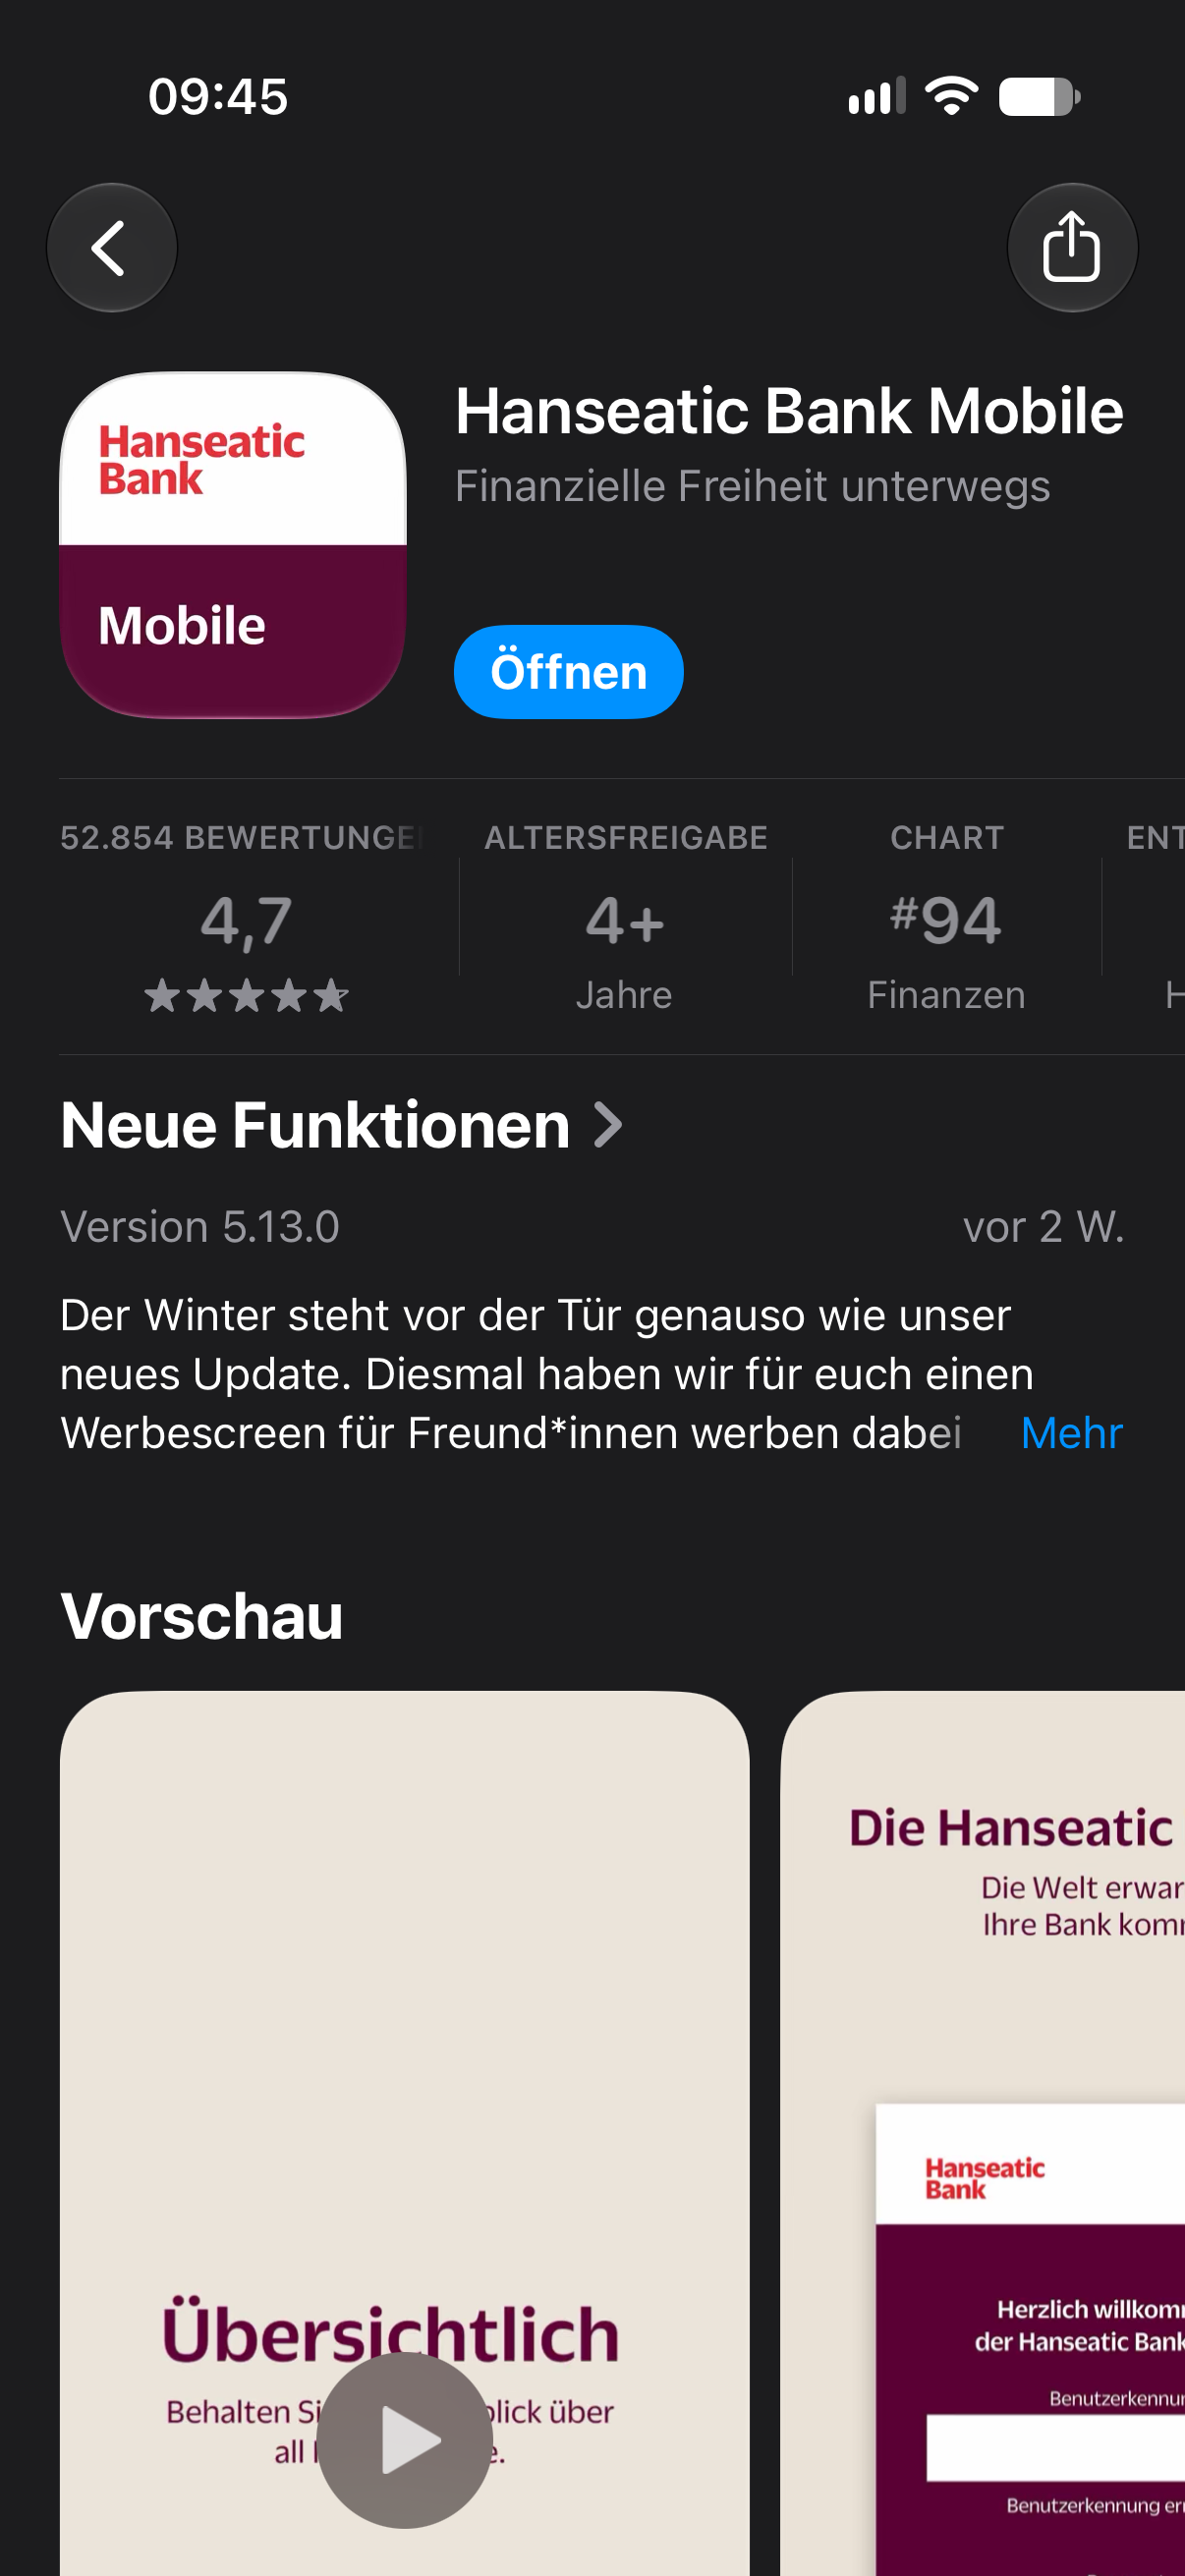 09:45
Hanseatic
Bank
Mobile
Hanseatic Bank Mobile
Finanzielle Freiheit unterwegs
Öffnen
52.854 BEWERTUNGE
4,7
ALTERSFREIGABE
4+
Jahre
CHART
#94
Finanzen
ENT
H
Neue Funktionen
Version 5.13.0
vor 2 W.
Der Winter steht vor der Tür genauso wie unser
neues Update. Diesmal haben wir für euch einen
Werbescreen für Freund*innen werben dabei
Mehr
Vorschau
Übersichtlich
Behalten Si lick über
all
Die Hanseatic
Die Welt erwar
Ihre Bank kom
Hanseatic
Bank
Herzlich willkom
der Hanseatic Bank
Benutzerkennu
Benutzerkennung er